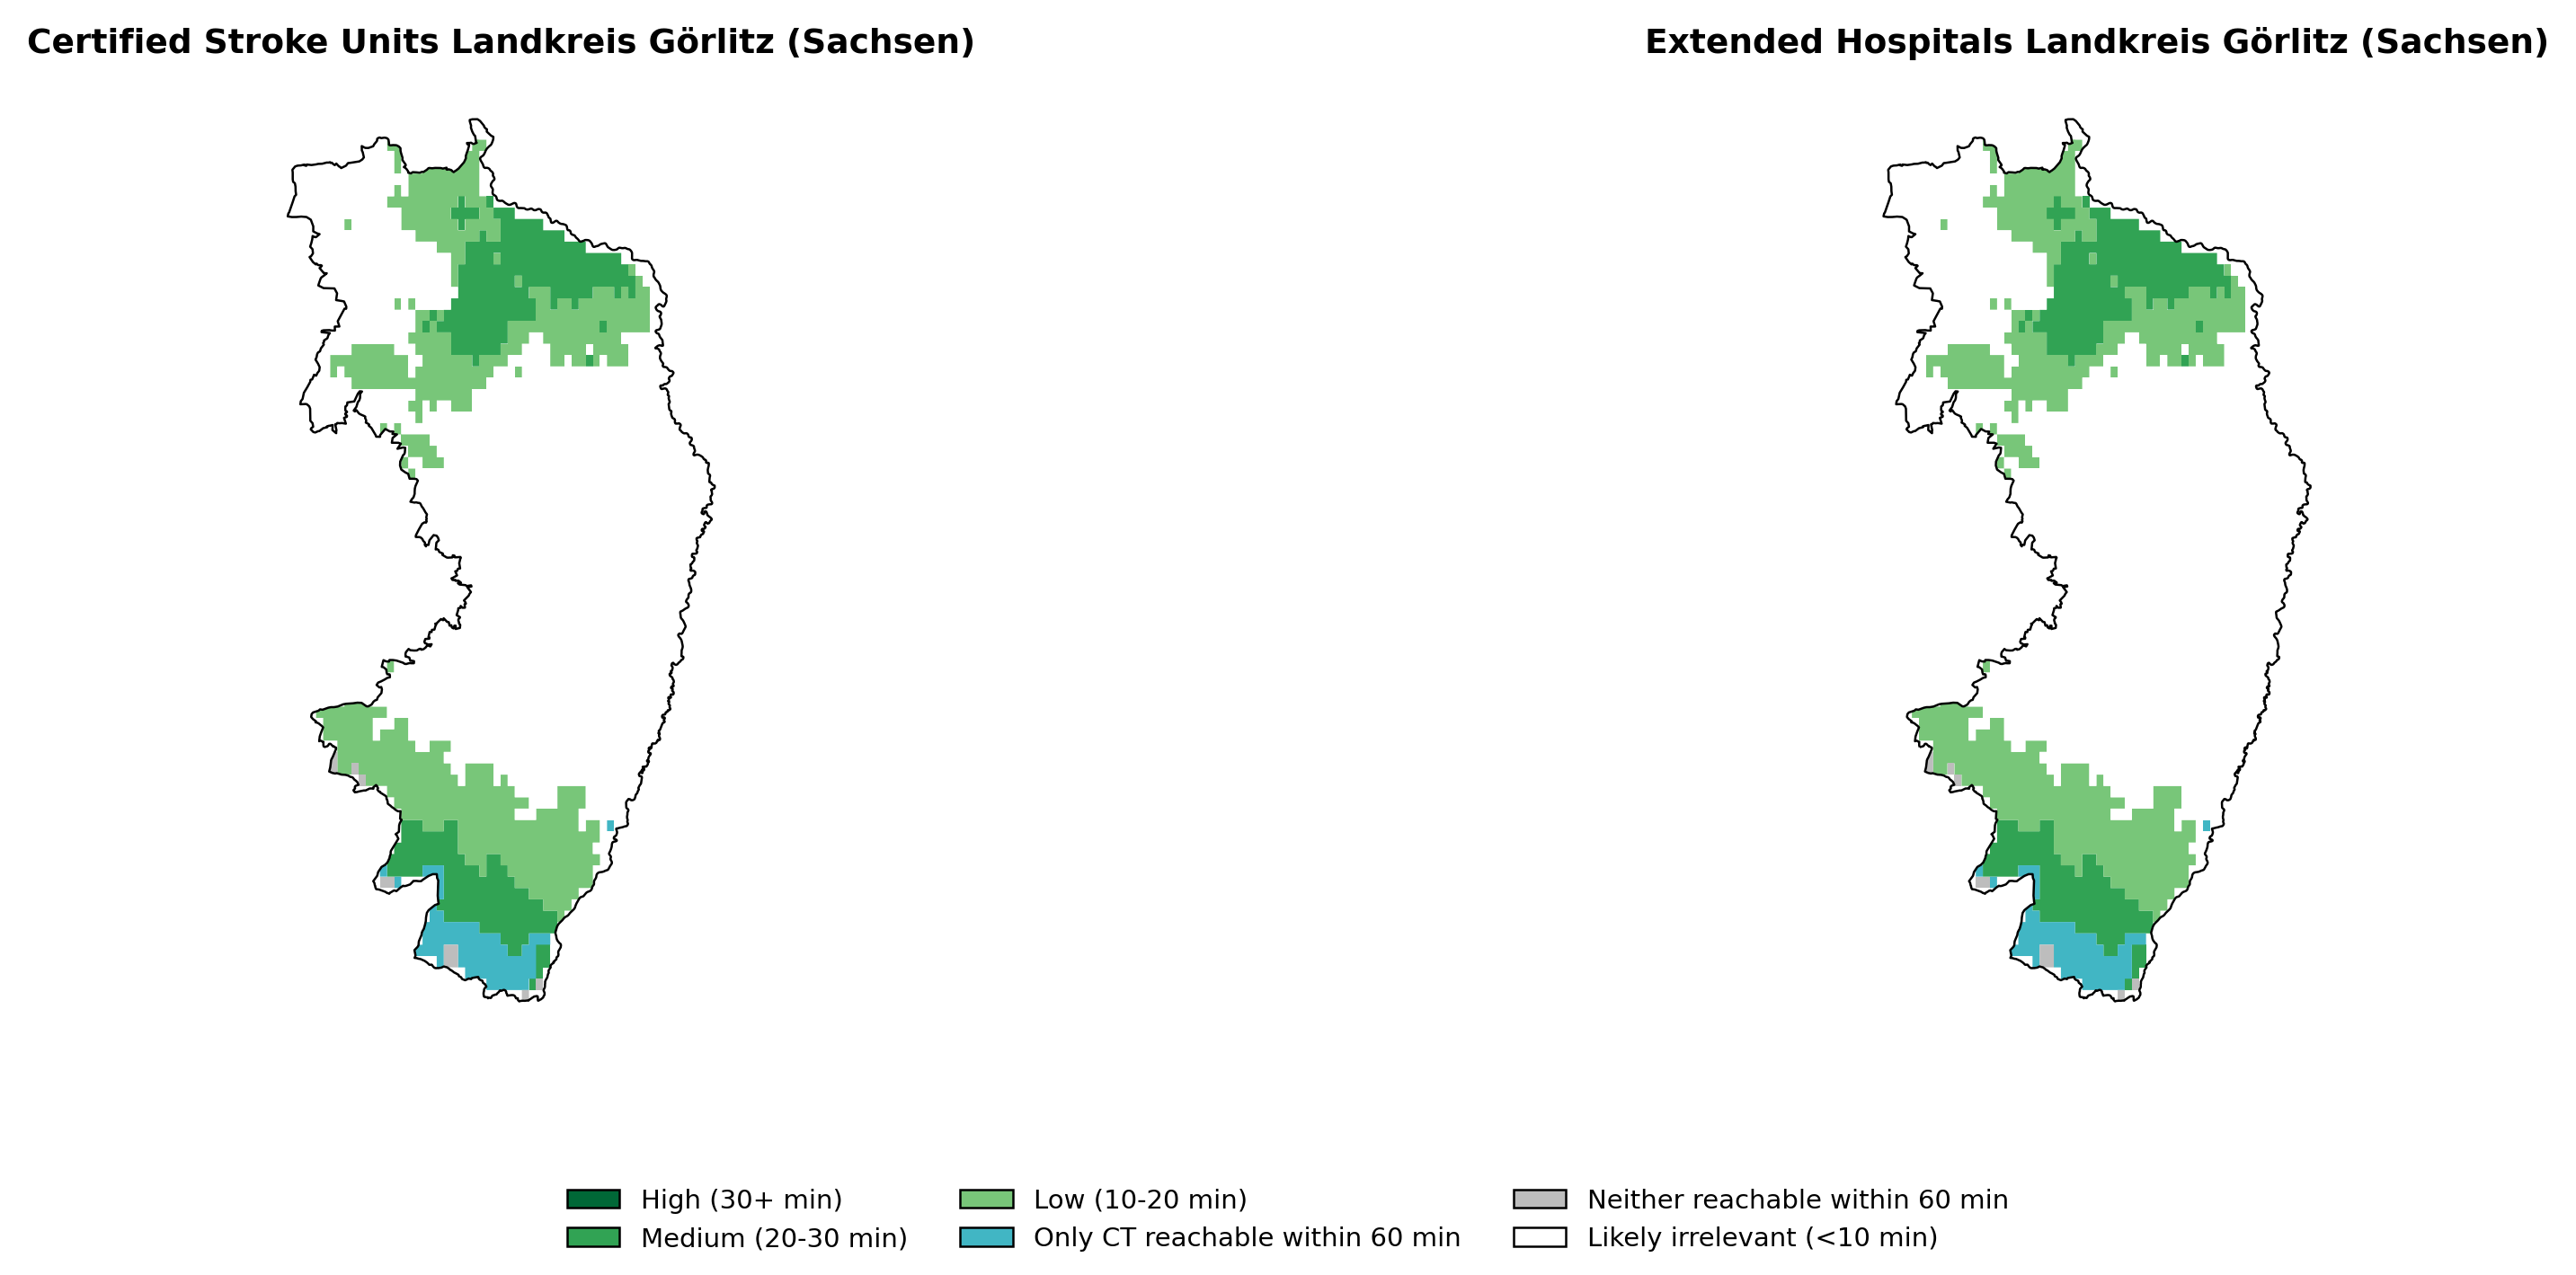 Certified Stroke Units Landkreis Görlitz (Sachsen)
Extended Hospitals Landkreis Görlitz (Sachsen)
High (30+ min)
Medium (20-30 min)
Low (10-20 min)
Only CT reachable within 60 min
Neither reachable within 60 min
Likely irrelevant (<10 min)